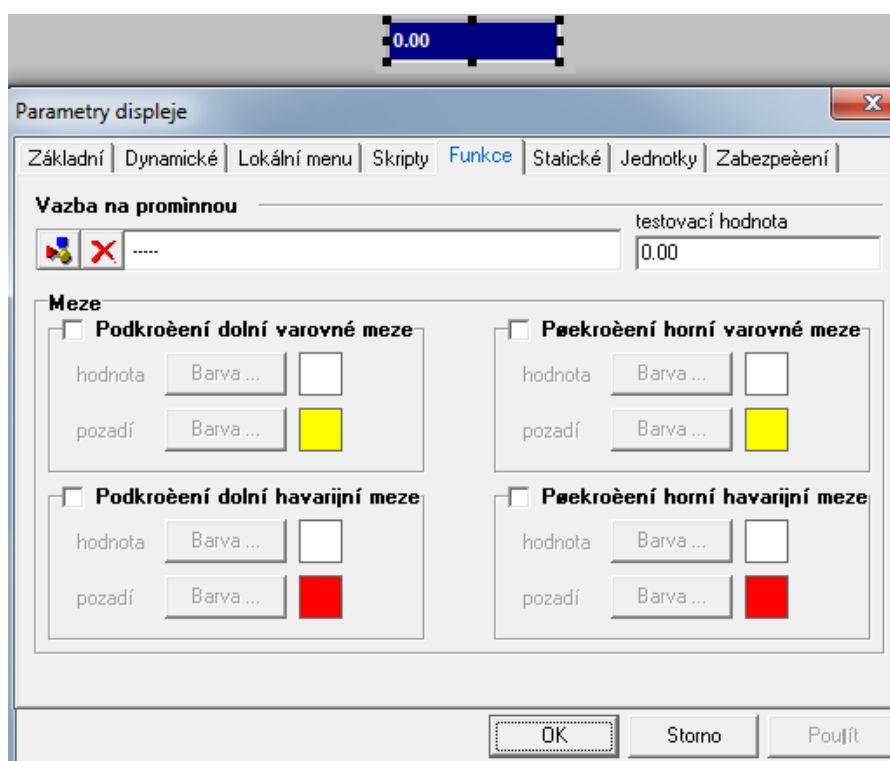 0.00
Parametry displeje
Základní Dynamické Lokální menu Skripty Funkce Statické Jednotky Zabezpeèení
Vazba na promìnnou
testovací hodnota
----- 0.00
Meze
Podkroèení dolní varovné meze Pøekroèení horní varovné meze
hodnota Barva ... hodnota Barva ...
pozadí Barva ... pozadí Barva ...
Podkroèení dolní havarijní meze Pøekroèení horní havarijní meze
hodnota Barva ... hodnota Barva ...
pozadí Barva ... pozadí Barva ...
OK Storno Pou|ít